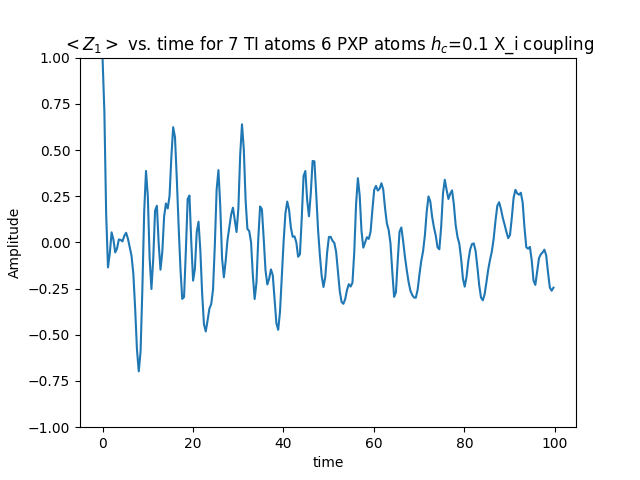 < Z₁ > vs. time for 7 TI atoms 6 PXP atoms h_c=0.1 X_i coupling
1.00
0.75
0.50
0.25
0.00
−0.25
−0.50
−0.75
−1.00
Amplitude
0 20 40 60 80 100
time